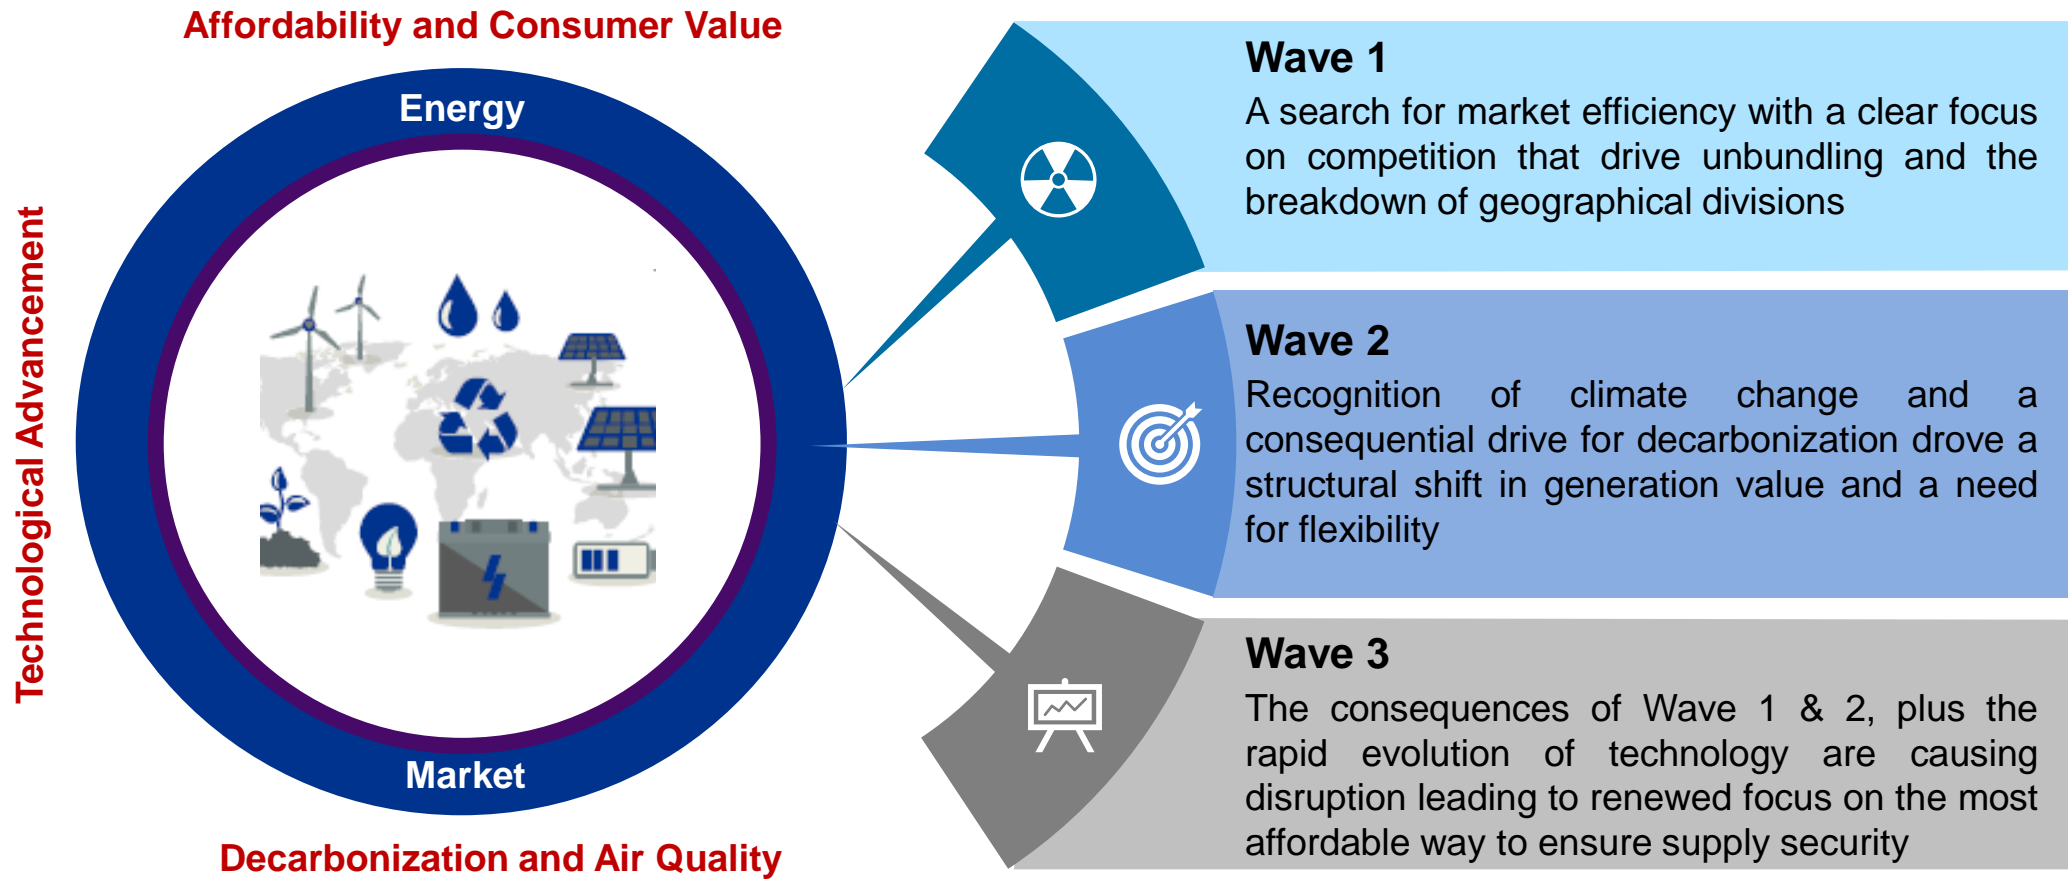 Affordability and Consumer Value
Energy
Technological Advancement
Market
Decarbonization and Air Quality
Wave 1
A search for market efficiency with a clear focus
on competition that drive unbundling and the
breakdown of geographical divisions
Wave 2
Recognition of climate change and a
consequential drive for decarbonization drove a
structural shift in generation value and a need
for flexibility
Wave 3
The consequences of Wave 1 & 2, plus the
rapid evolution of technology are causing
disruption leading to renewed focus on the most
affordable way to ensure supply security